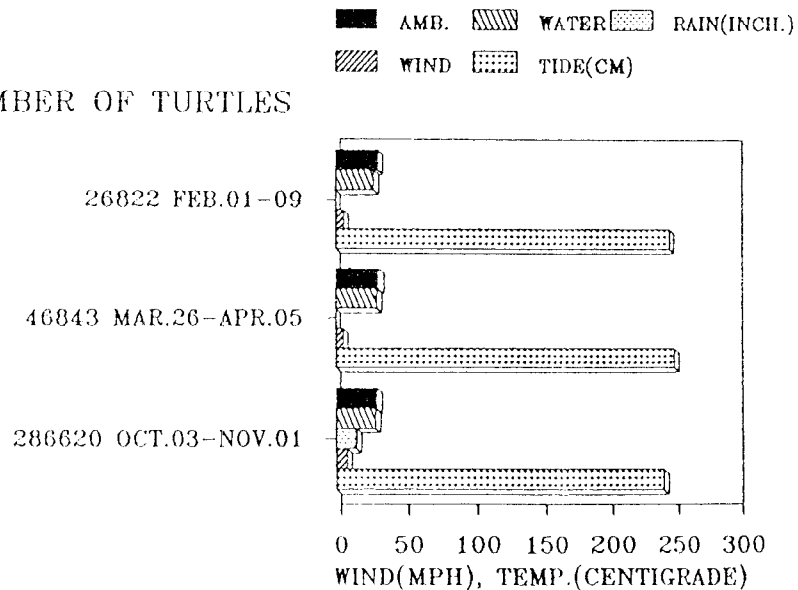 AMB. WATER RAIN(INCH.)
WIND TIDE(CM)
MBER OF TURTLES
26822 FEB.01-09
46843 MAR.26-APR.05
286620 OCT.03-NOV.01
0 50 100 150 200 250 300
WIND(MPH), TEMP.(CENTIGRADE)